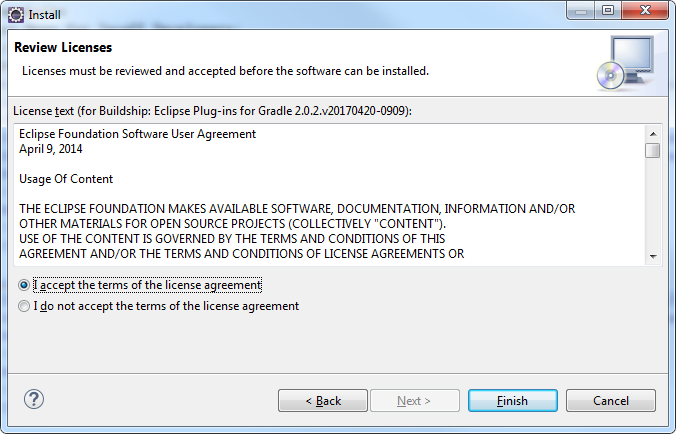 Install
Review Licenses
Licenses must be reviewed and accepted before the software can be installed.
License text (for Buildship: Eclipse Plug-ins for Gradle 2.0.2.v20170420-0909):
Eclipse Foundation Software User Agreement
April 9, 2014
Usage Of Content
THE ECLIPSE FOUNDATION MAKES AVAILABLE SOFTWARE, DOCUMENTATION, INFORMATION AND/OR
OTHER MATERIALS FOR OPEN SOURCE PROJECTS (COLLECTIVELY "CONTENT").
USE OF THE CONTENT IS GOVERNED BY THE TERMS AND CONDITIONS OF THIS
AGREEMENT AND/OR THE TERMS AND CONDITIONS OF LICENSE AGREEMENTS OR
I accept the terms of the license agreement
I do not accept the terms of the license agreement
?
< Back
Next >
Finish
Cancel